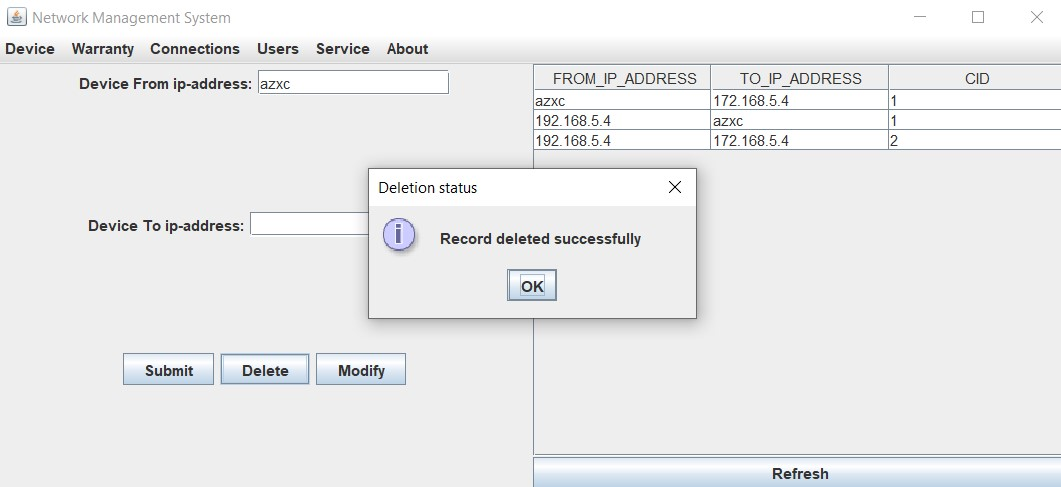 Network Management System
Device Warranty Connections Users Service About
Device From ip-address: azxc
FROM_IP_ADDRESS TO_IP_ADDRESS CID
azxc 172.168.5.4 1
192.168.5.4 azxc 1
192.168.5.4 172.168.5.4 2
Device To ip-address:
Deletion status
Record deleted successfully
OK
Submit Delete Modify
Refresh